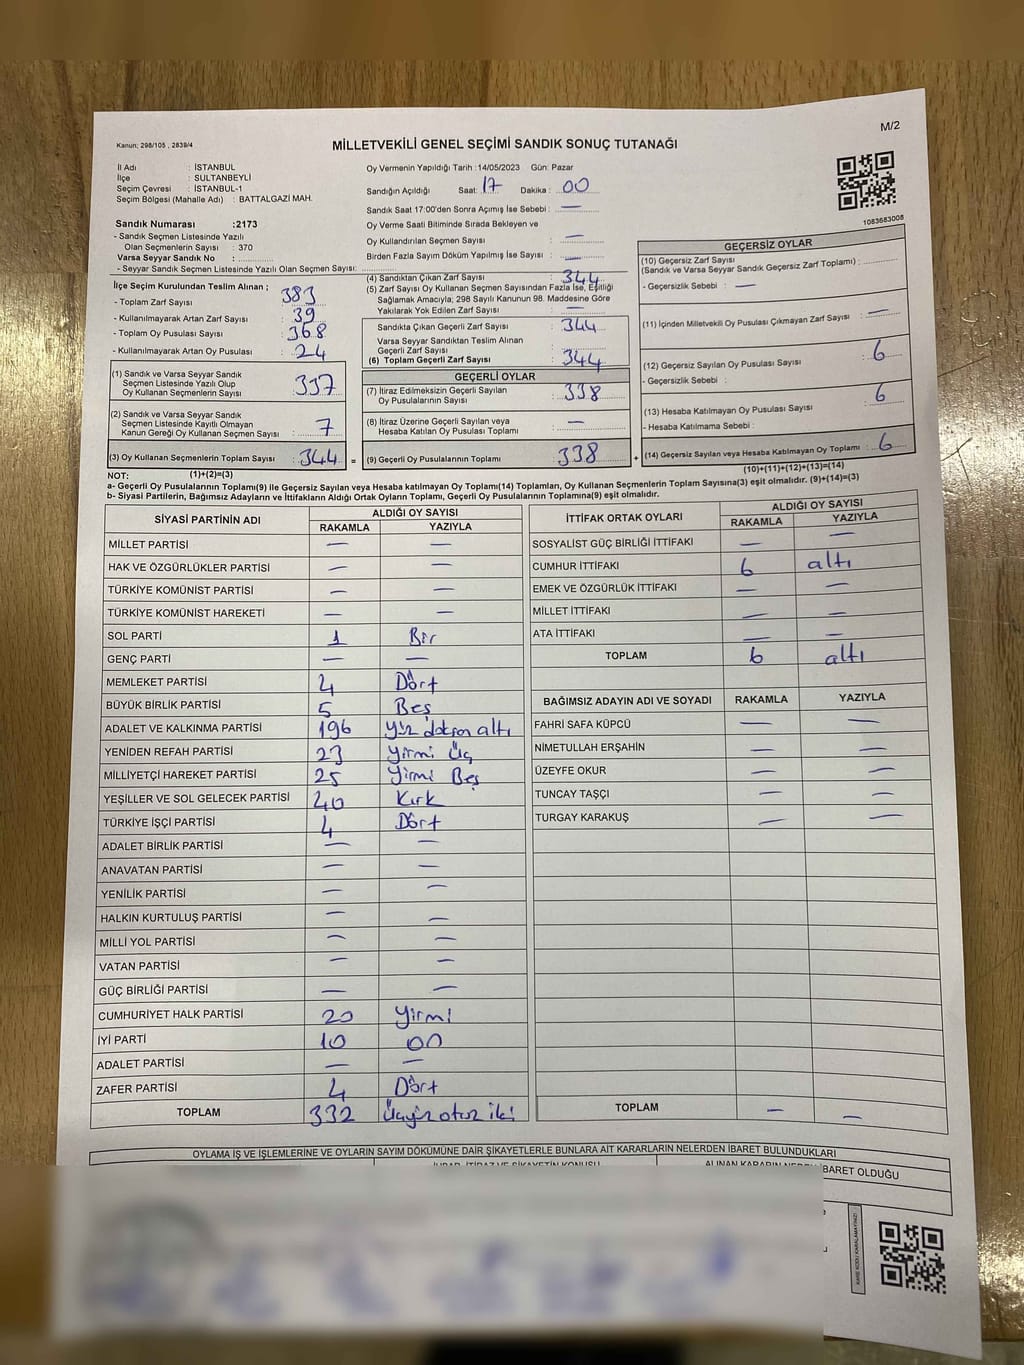 M/2
Kanun; 298/105 , 2839/4
MİLLETVEKİLİ GENEL SEÇİMİ SANDIK SONUÇ TUTANAĞI
İl Adı : İSTANBUL
İlçe : SULTANBEYLİ
Seçim Çevresi : İSTANBUL-1
Seçim Bölgesi (Mahalle Adı) : BATTALGAZİ MAH.
Oy Vermenin Yapıldığı Tarih :14/05/2023 Gün: Pazar
Sandığın Açıldığı Saat: 17 Dakika : 00
Sandık Saat 17:00'den Sonra Açımış İse Sebebi : —
Oy Verme Saati Bitiminde Sırada Bekleyen ve
Oy Kullandırılan Seçmen Sayısı : —
Birden Fazla Sayım Döküm Yapılmış İse Sayısı : —
1083683008
Sandık Numarası :2173
- Sandık Seçmen Listesinde Yazılı
Olan Seçmenlerin Sayısı : 370
Varsa Seyyar Sandık No :
- Seyyar Sandık Seçmen Listesinde Yazılı Olan Seçmen Sayısı:
İlçe Seçim Kurulundan Teslim Alınan ;
- Toplam Zarf Sayısı : 383
- Kullanılmayarak Artan Zarf Sayısı : 39
- Toplam Oy Pusulası Sayısı : 368
- Kullanılmayarak Artan Oy Pusulası : 24
(1) Sandık ve Varsa Seyyar Sandık
Seçmen Listesinde Yazılı Olup
Oy Kullanan Seçmenlerin Sayısı : 337
(2) Sandık ve Varsa Seyyar Sandık
Seçmen Listesinde Kayıtlı Olmayan
Kanun Gereği Oy Kullanan Seçmen Sayısı : 7
(3) Oy Kullanan Seçmenlerin Toplam Sayısı : 344
(4) Sandıktan Çıkan Zarf Sayısı : 344
(5) Zarf Sayısı Oy Kullanan Seçmen Sayısından Fazla İse, Eşitliği
Sağlamak Amacıyla; 298 Sayılı Kanunun 98. Maddesine Göre
Yakılarak Yok Edilen Zarf Sayısı : —
Sandıkta Çıkan Geçerli Zarf Sayısı : 344
Varsa Seyyar Sandıktan Teslim Alınan
Geçerli Zarf Sayısı :
(6) Toplam Geçerli Zarf Sayısı : 344
GEÇERLİ OYLAR
(7) İtiraz Edilmeksizin Geçerli Sayılan
Oy Pusulalarının Sayısı : 338
(8) İtiraz Üzerine Geçerli Sayılan veya
Hesaba Katılan Oy Pusulası Toplamı : —
= (9) Geçerli Oy Pusulalarının Toplamı : 338
GEÇERSİZ OYLAR
(10) Geçersiz Zarf Sayısı
(Sandık ve Varsa Seyyar Sandık Geçersiz Zarf Toplamı) :
- Geçersizlik Sebebi : —
(11) İçinden Milletvekili Oy Pusulası Çıkmayan Zarf Sayısı : —
(12) Geçersiz Sayılan Oy Pusulası Sayısı : 6
- Geçersizlik Sebebi :
(13) Hesaba Katılmayan Oy Pusulası Sayısı : 6
- Hesaba Katılmama Sebebi :
+ (14) Geçersiz Sayılan veya Hesaba Katılmayan Oy Toplamı : 6
NOT: (1)+(2)=(3)
(10)+(11)+(12)+(13)=(14)
a- Geçerli Oy Pusulalarının Toplamı(9) ile Geçersiz Sayılan veya Hesaba katılmayan Oy Toplamı(14) Toplamları, Oy Kullanan Seçmenlerin Toplam Sayısına(3) eşit olmalıdır. (9)+(14)=(3)
b- Siyasi Partilerin, Bağımsız Adayların ve İttifakların Aldığı Ortak Oyların Toplamı, Geçerli Oy Pusulalarının Toplamına(9) eşit olmalıdır.
SİYASİ PARTİNİN ADI ALDIĞI OY SAYISI
RAKAMLA YAZIYLA
MİLLET PARTİSİ — —
HAK VE ÖZGÜRLÜKLER PARTİSİ — —
TÜRKİYE KOMÜNİST PARTİSİ — —
TÜRKİYE KOMÜNİST HAREKETİ — —
SOL PARTİ 1 Bir
GENÇ PARTİ — —
MEMLEKET PARTİSİ 4 Dört
BÜYÜK BİRLİK PARTİSİ 5 Beş
ADALET VE KALKINMA PARTİSİ 196 yüz doksan altı
YENİDEN REFAH PARTİSİ 23 yirmi üç
MİLLİYETÇİ HAREKET PARTİSİ 25 yirmi Beş
YEŞİLLER VE SOL GELECEK PARTİSİ 40 Kırk
TÜRKİYE İŞÇİ PARTİSİ 4 Dört
ADALET BİRLİK PARTİSİ — —
ANAVATAN PARTİSİ — —
YENİLİK PARTİSİ — —
HALKIN KURTULUŞ PARTİSİ — —
MİLLİ YOL PARTİSİ — —
VATAN PARTİSİ — —
GÜÇ BİRLİĞİ PARTİSİ — —
CUMHURİYET HALK PARTİSİ 20 yirmi
İYİ PARTİ 10 on
ADALET PARTİSİ — —
ZAFER PARTİSİ 4 Dört
TOPLAM 332 üçyüz otuz iki
İTTİFAK ORTAK OYLARI ALDIĞI OY SAYISI
RAKAMLA YAZIYLA
SOSYALİST GÜÇ BİRLİĞİ İTTİFAKI — —
CUMHUR İTTİFAKI 6 altı
EMEK VE ÖZGÜRLÜK İTTİFAKI — —
MİLLET İTTİFAKI — —
ATA İTTİFAKI — —
TOPLAM 6 altı
BAĞIMSIZ ADAYIN ADI VE SOYADI RAKAMLA YAZIYLA
FAHRİ SAFA KÜPCÜ — —
NİMETULLAH ERŞAHİN — —
ÜZEYFE OKUR — —
TUNCAY TAŞÇI — —
TURGAY KARAKUŞ — —
TOPLAM — —
OYLAMA İŞ VE İŞLEMLERİNE VE OYLARIN SAYIM DÖKÜMÜNE DAİR ŞİKAYETLERLE BUNLARA AİT KARARLARIN NELERDEN İBARET BULUNDUKLARI
İHBAR, İTİRAZ VE ŞİKAYETİN KONUSU ALINAN KARARIN NEDEN İBARET OLDUĞU
KARE KODU KARALAMAYINIZ!